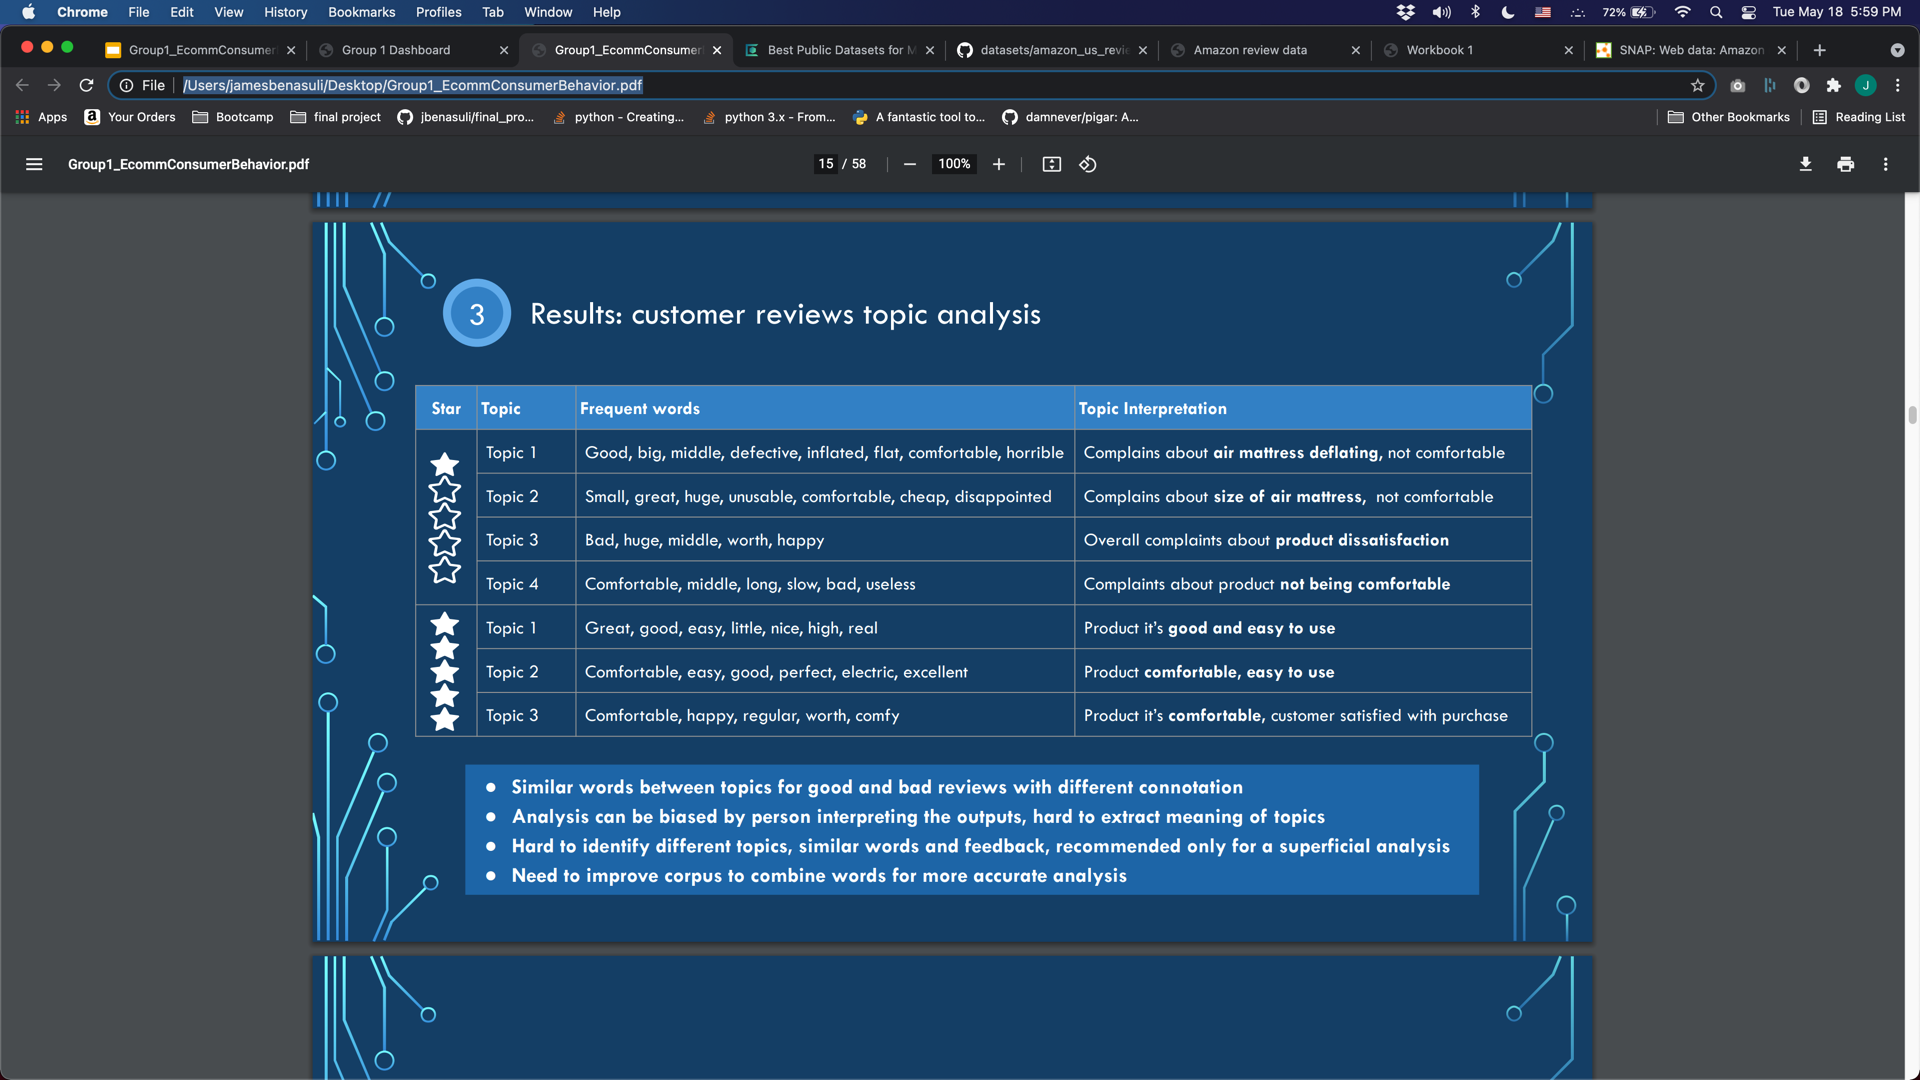 Chrome File Edit View History Bookmarks Profiles Tab Window Help 72% Tue May 18 5:59 PM
Group1_EcommConsumer Group 1 Dashboard Group1_EcommConsumer Best Public Datasets for M datasets/amazon_us_revie Amazon review data Workbook 1 SNAP: Web data: Amazon
File /Users/jamesbenasuli/Desktop/Group1_EcommConsumerBehavior.pdf J
Apps Your Orders Bootcamp final project jbenasuli/final_pro... python - Creating... python 3.x - From... A fantastic tool to... damnever/pigar: A... Other Bookmarks Reading List
Group1_EcommConsumerBehavior.pdf 15 / 58 100%
3 Results: customer reviews topic analysis
Star Topic Frequent words Topic Interpretation
Topic 1 Good, big, middle, defective, inflated, flat, comfortable, horrible Complains about air mattress deflating, not comfortable
Topic 2 Small, great, huge, unusable, comfortable, cheap, disappointed Complains about size of air mattress, not comfortable
Topic 3 Bad, huge, middle, worth, happy Overall complaints about product dissatisfaction
Topic 4 Comfortable, middle, long, slow, bad, useless Complaints about product not being comfortable
Topic 1 Great, good, easy, little, nice, high, real Product it's good and easy to use
Topic 2 Comfortable, easy, good, perfect, electric, excellent Product comfortable, easy to use
Topic 3 Comfortable, happy, regular, worth, comfy Product it's comfortable, customer satisfied with purchase
● Similar words between topics for good and bad reviews with different connotation
● Analysis can be biased by person interpreting the outputs, hard to extract meaning of topics
● Hard to identify different topics, similar words and feedback, recommended only for a superficial analysis
● Need to improve corpus to combine words for more accurate analysis